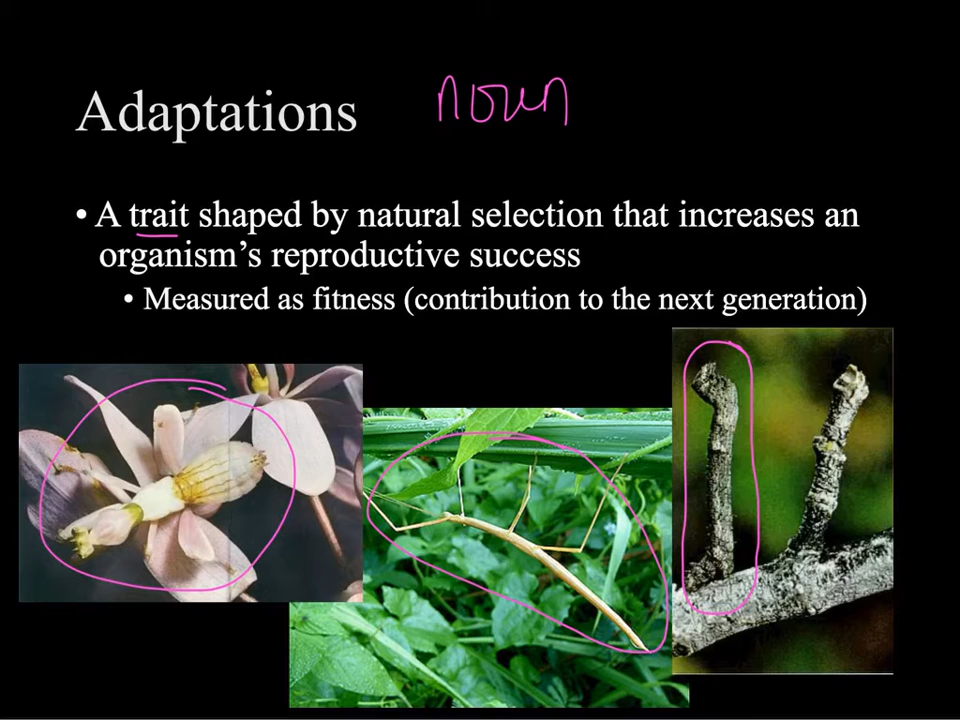 Adaptations noun
• A trait shaped by natural selection that increases an
organism’s reproductive success
• Measured as fitness (contribution to the next generation)